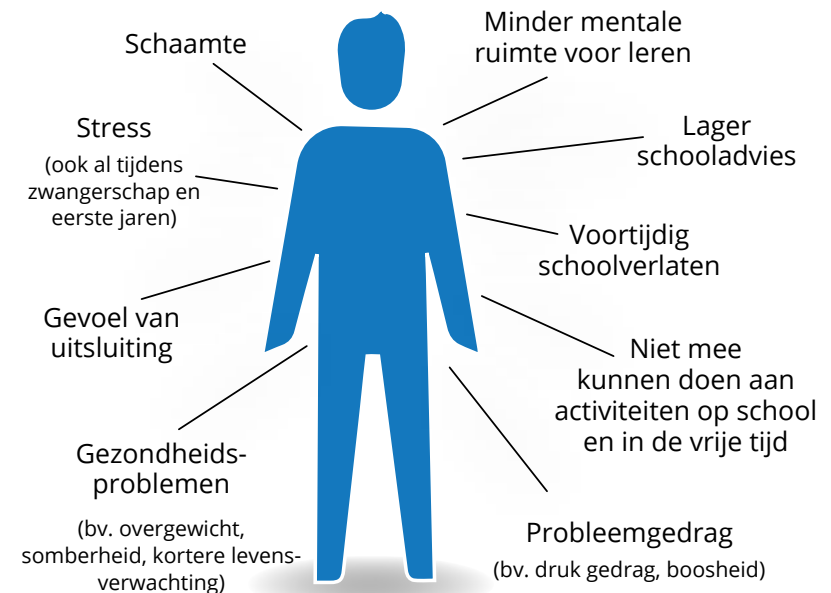 Schaamte
Stress
(ook al tijdens
zwangerschap en
eerste jaren)
Gevoel van
uitsluiting
Gezondheids-
problemen
(bv. overgewicht,
somberheid, kortere levens-
verwachting)
Minder mentale
ruimte voor leren
Lager
schooladvies
Voortijdig
schoolverlaten
Niet mee
kunnen doen aan
activiteiten op school
en in de vrije tijd
Probleemgedrag
(bv. druk gedrag, boosheid)